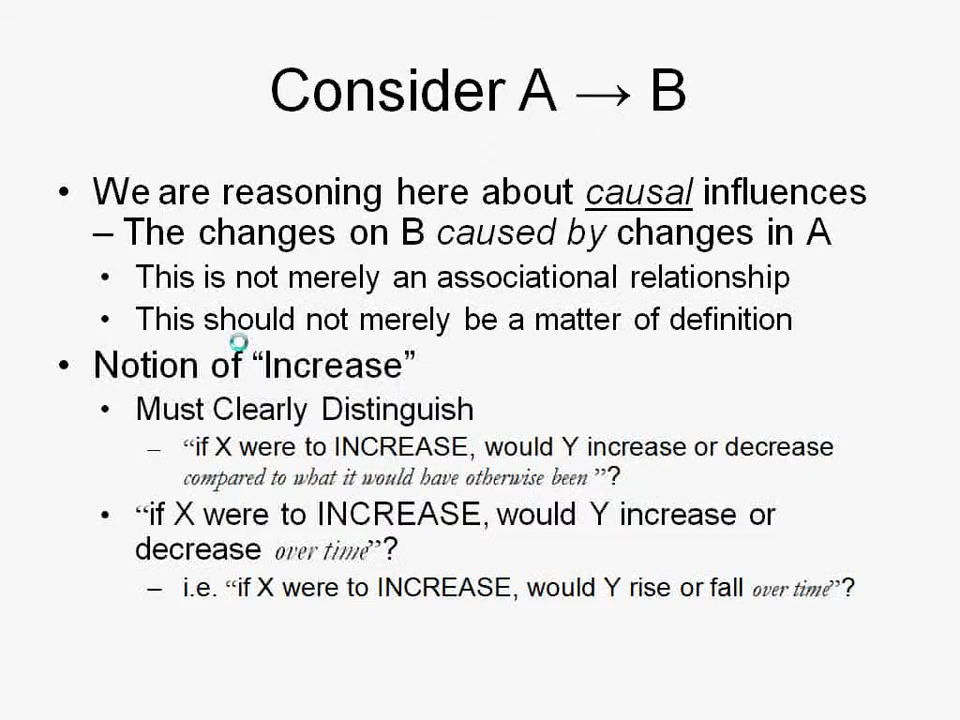 Consider A → B
• We are reasoning here about causal influences
– The changes on B caused by changes in A
• This is not merely an associational relationship
• This should not merely be a matter of definition
• Notion of “Increase”
• Must Clearly Distinguish
– “if X were to INCREASE, would Y increase or decrease
compared to what it would have otherwise been ”?
• “if X were to INCREASE, would Y increase or
decrease over time”?
– i.e. “if X were to INCREASE, would Y rise or fall over time”?